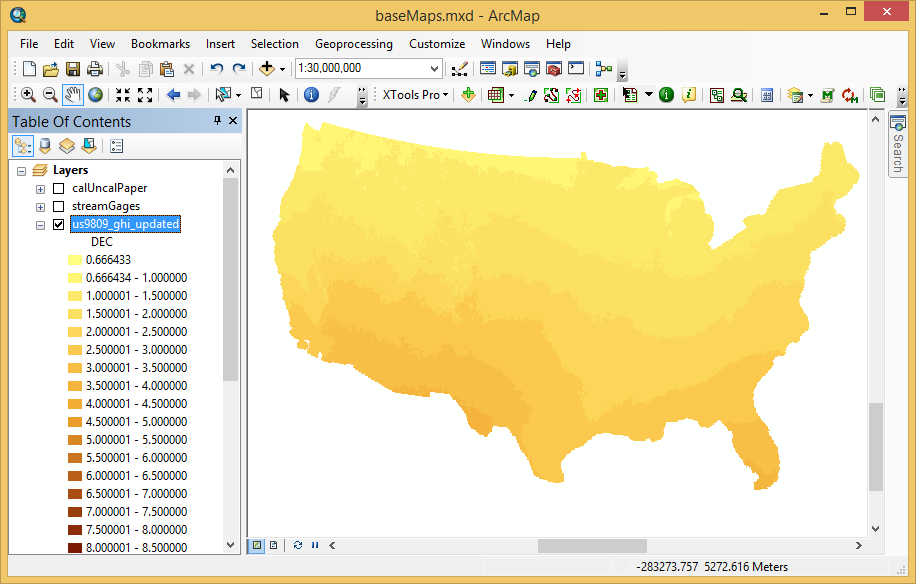 baseMaps.mxd - ArcMap
File Edit View Bookmarks Insert Selection Geoprocessing Customize Windows Help
1:30,000,000
XTools Pro
Table Of Contents
Layers
calUncalPaper
streamGages
us9809_ghi_updated
DEC
0.666433
0.666434 - 1.000000
1.000001 - 1.500000
1.500001 - 2.000000
2.000001 - 2.500000
2.500001 - 3.000000
3.000001 - 3.500000
3.500001 - 4.000000
4.000001 - 4.500000
4.500001 - 5.000000
5.000001 - 5.500000
5.500001 - 6.000000
6.000001 - 6.500000
6.500001 - 7.000000
7.000001 - 7.500000
7.500001 - 8.000000
8.000001 - 8.500000
Search
-283273.757 5272.616 Meters